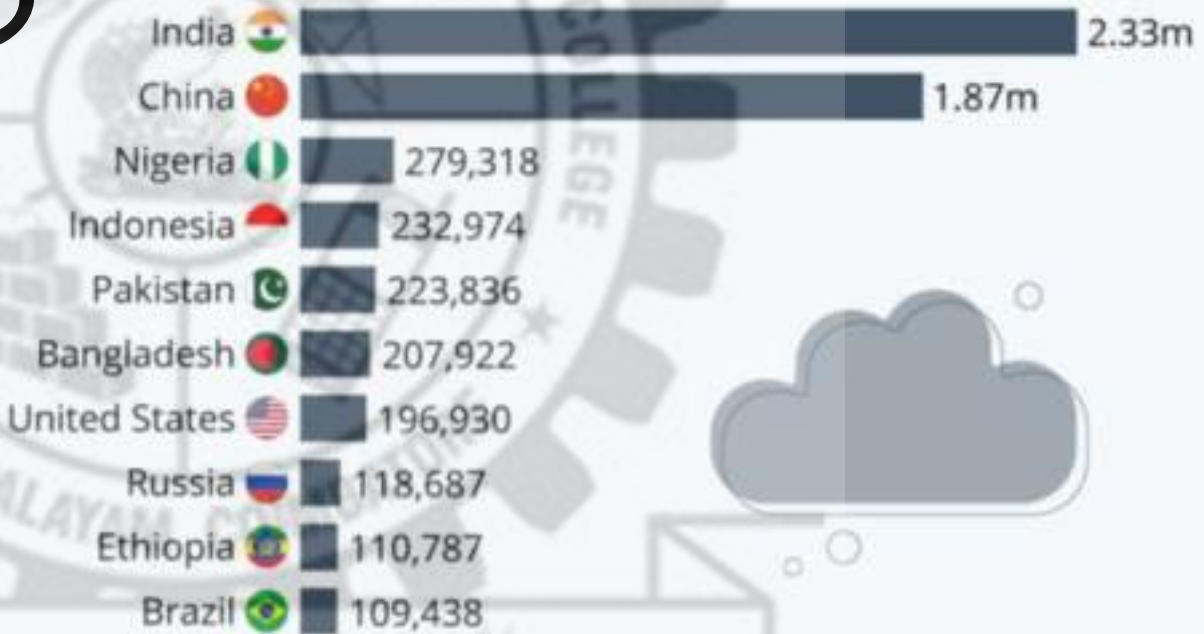 India 2.33m
China 1.87m
Nigeria 279,318
Indonesia 232,974
Pakistan 223,836
Bangladesh 207,922
United States 196,930
Russia 118,687
Ethiopia 110,787
Brazil 109,438
COLLEGE